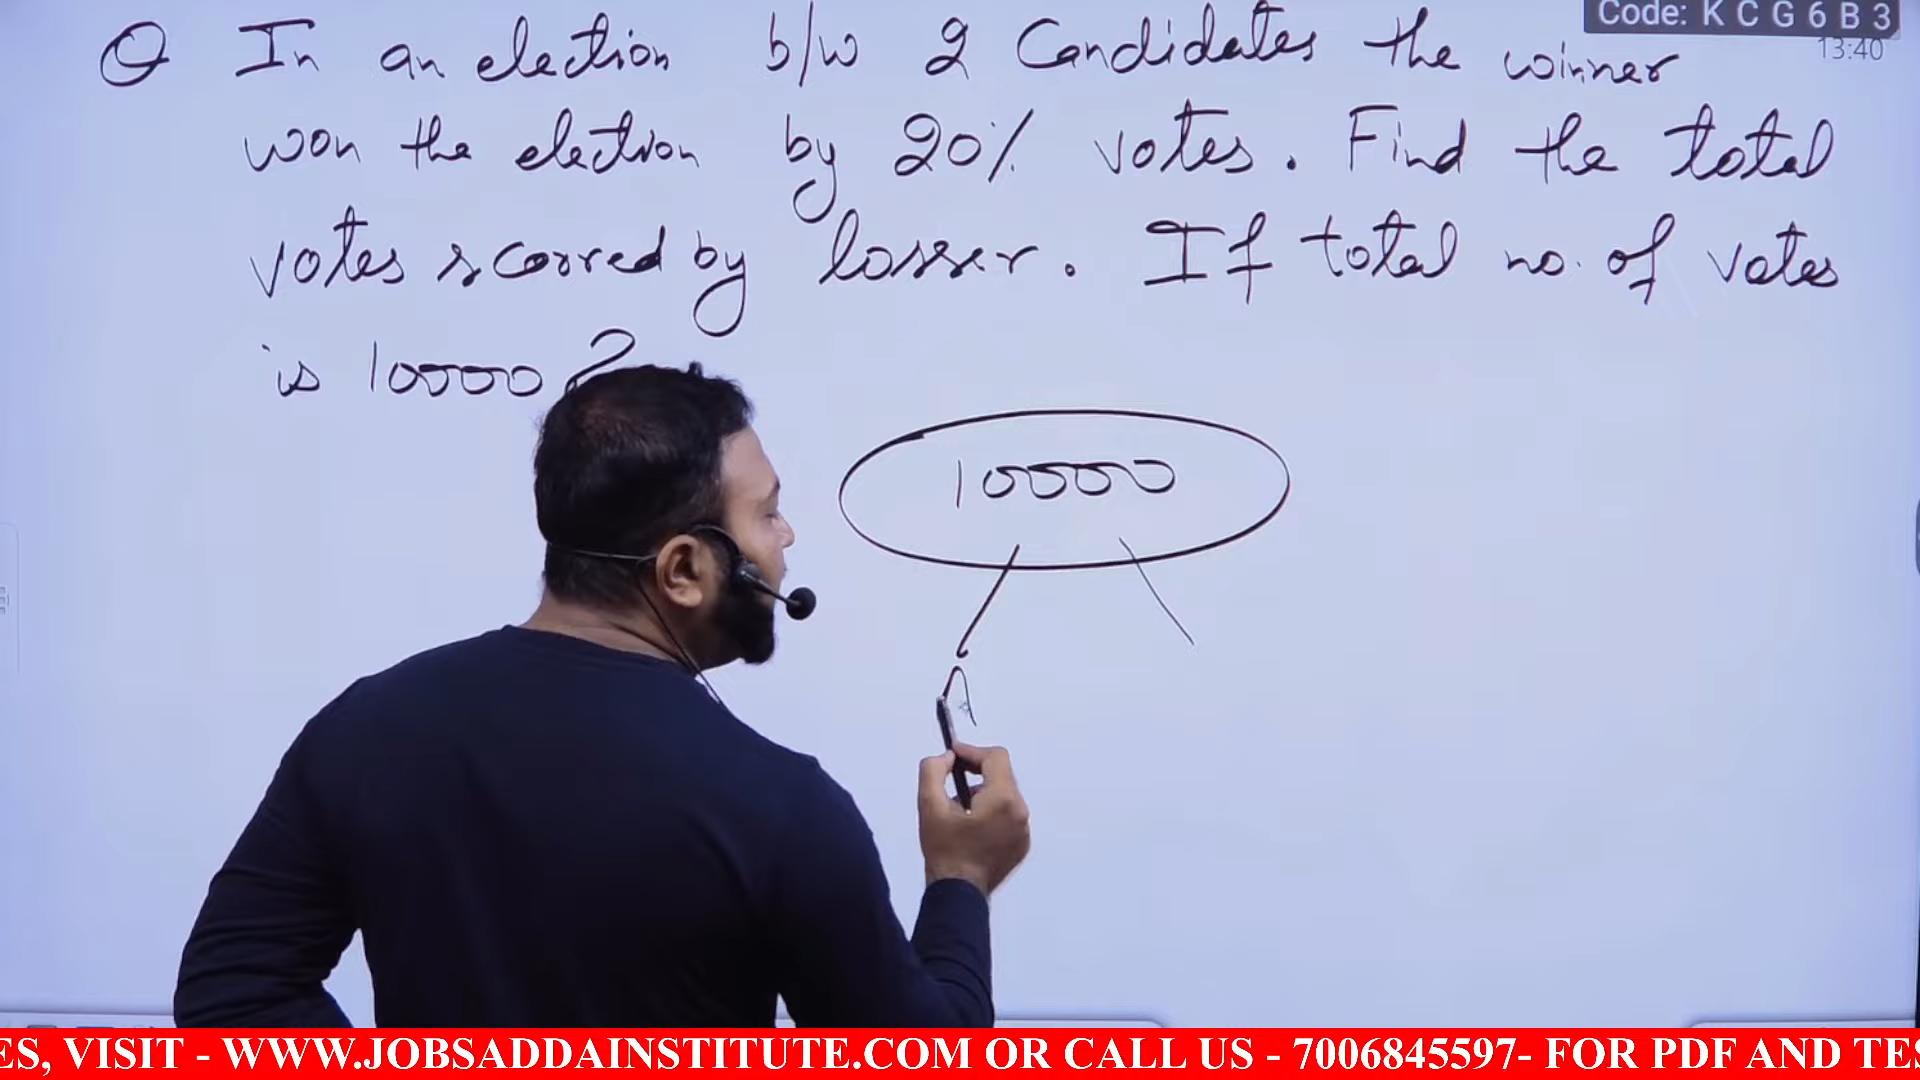 Code: K C G 6 B 3
13:40
Q In an election b/w 2 Candidates the winner
won the election by 20% votes. Find the total
votes scorred by losser. If total no. of votes
is 10000?
10000
A
ES, VISIT - WWW.JOBSADDAINSTITUTE.COM OR CALL US - 7006845597- FOR PDF AND TES